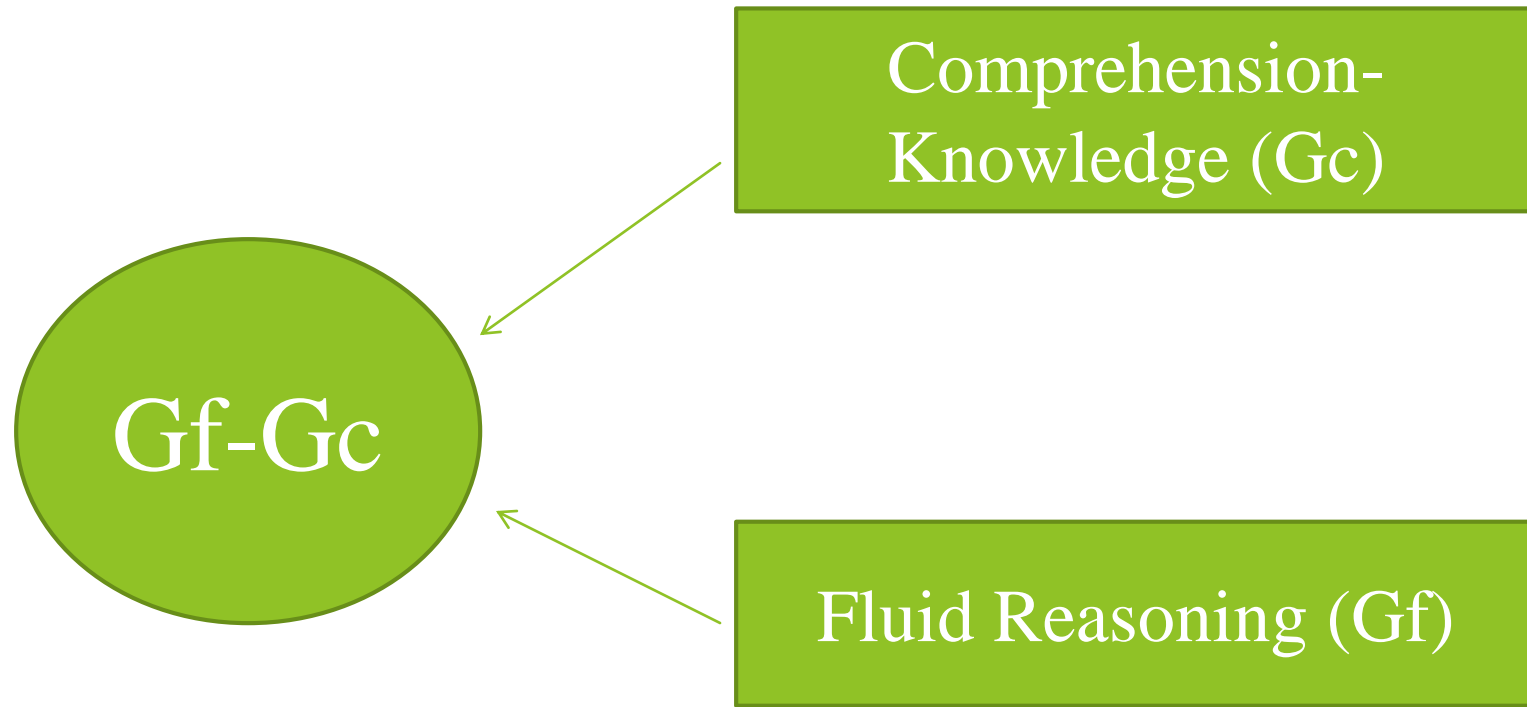 Comprehension-
Knowledge (Gc)
Gf-Gc
Fluid Reasoning (Gf)